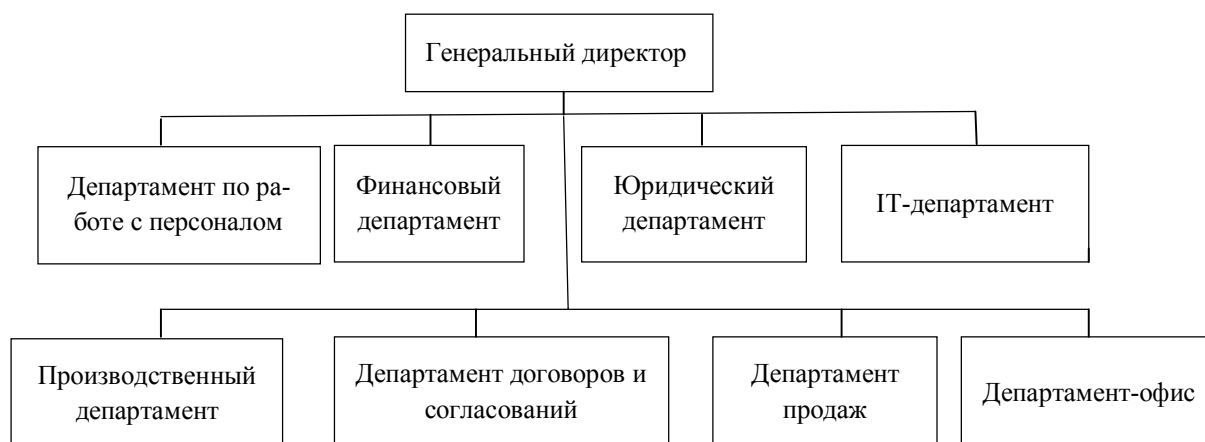 Генеральный директор
Департамент по ра-
боте с персоналом
Финансовый
департамент
Юридический
департамент
IT-департамент
Производственный
департамент
Департамент договоров и
согласований
Департамент
продаж
Департамент-офис